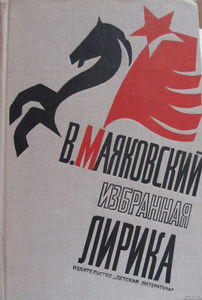 В. Маяковский
ИЗБРАННАЯ
ЛИРИКА
ИЗДАТЕЛЬСТВО „ДЕТСКАЯ ЛИТЕРАТУРА“